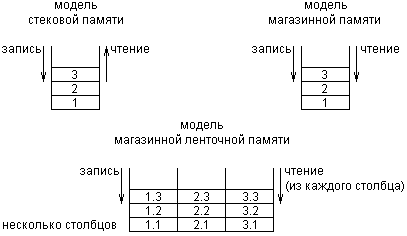 модель
стековой памяти
запись чтение
3
2
1
модель
магазинной памяти
запись чтение
3
2
1
модель
магазинной ленточной памяти
запись чтение
(из каждого столбца)
1.3 2.3 3.3
1.2 2.2 3.2
несколько столбцов 1.1 2.1 3.1